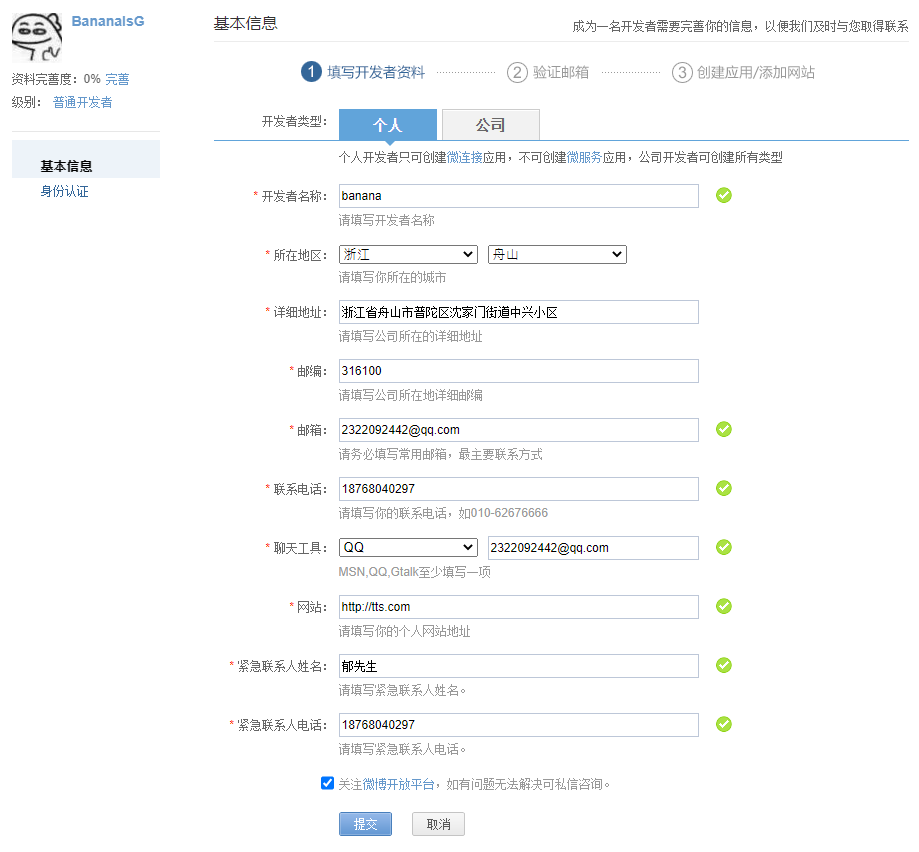 BananaIsG
资料完善度：0% 完善
级别： 普通开发者
基本信息
身份认证
基本信息
成为一名开发者需要完善你的信息，以便我们及时与您取得联系
1 填写开发者资料 2 验证邮箱 3 创建应用/添加网站
开发者类型： 个人 公司
个人开发者只可创建微连接应用，不可创建微服务应用，公司开发者可创建所有类型
* 开发者名称： banana
请填写开发者名称
* 所在地区： 浙江 舟山
请填写你所在的城市
* 详细地址： 浙江省舟山市普陀区沈家门街道中兴小区
请填写公司所在的详细地址
* 邮编： 316100
请填写公司所在地详细邮编
* 邮箱： 2322092442@qq.com
请务必填写常用邮箱，最主要联系方式
* 联系电话： 18768040297
请填写你的联系电话，如010-62676666
* 聊天工具： QQ 2322092442@qq.com
MSN,QQ,Gtalk至少填写一项
* 网站： http://tts.com
请填写你的个人网站地址
* 紧急联系人姓名： 郁先生
请填写紧急联系人姓名。
* 紧急联系人电话： 18768040297
请填写紧急联系人电话。
关注微博开放平台，如有问题无法解决可私信咨询。
提交 取消